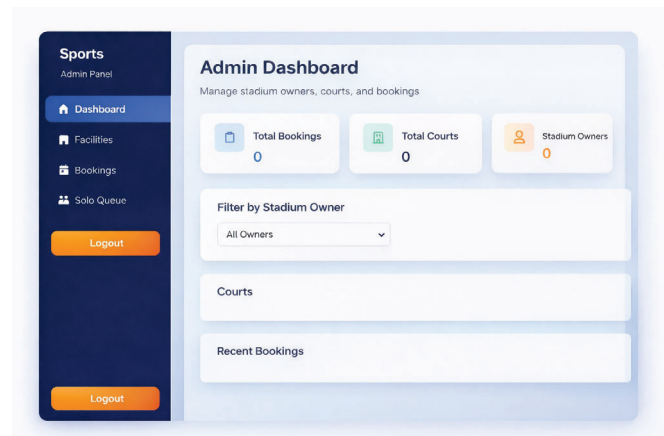 Sports
Admin Panel
Dashboard
Facilities
Bookings
Solo Queue
Logout
Logout
Admin Dashboard
Manage stadium owners, courts, and bookings
Total Bookings
0
Total Courts
0
Stadium Owners
0
Filter by Stadium Owner
All Owners
Courts
Recent Bookings